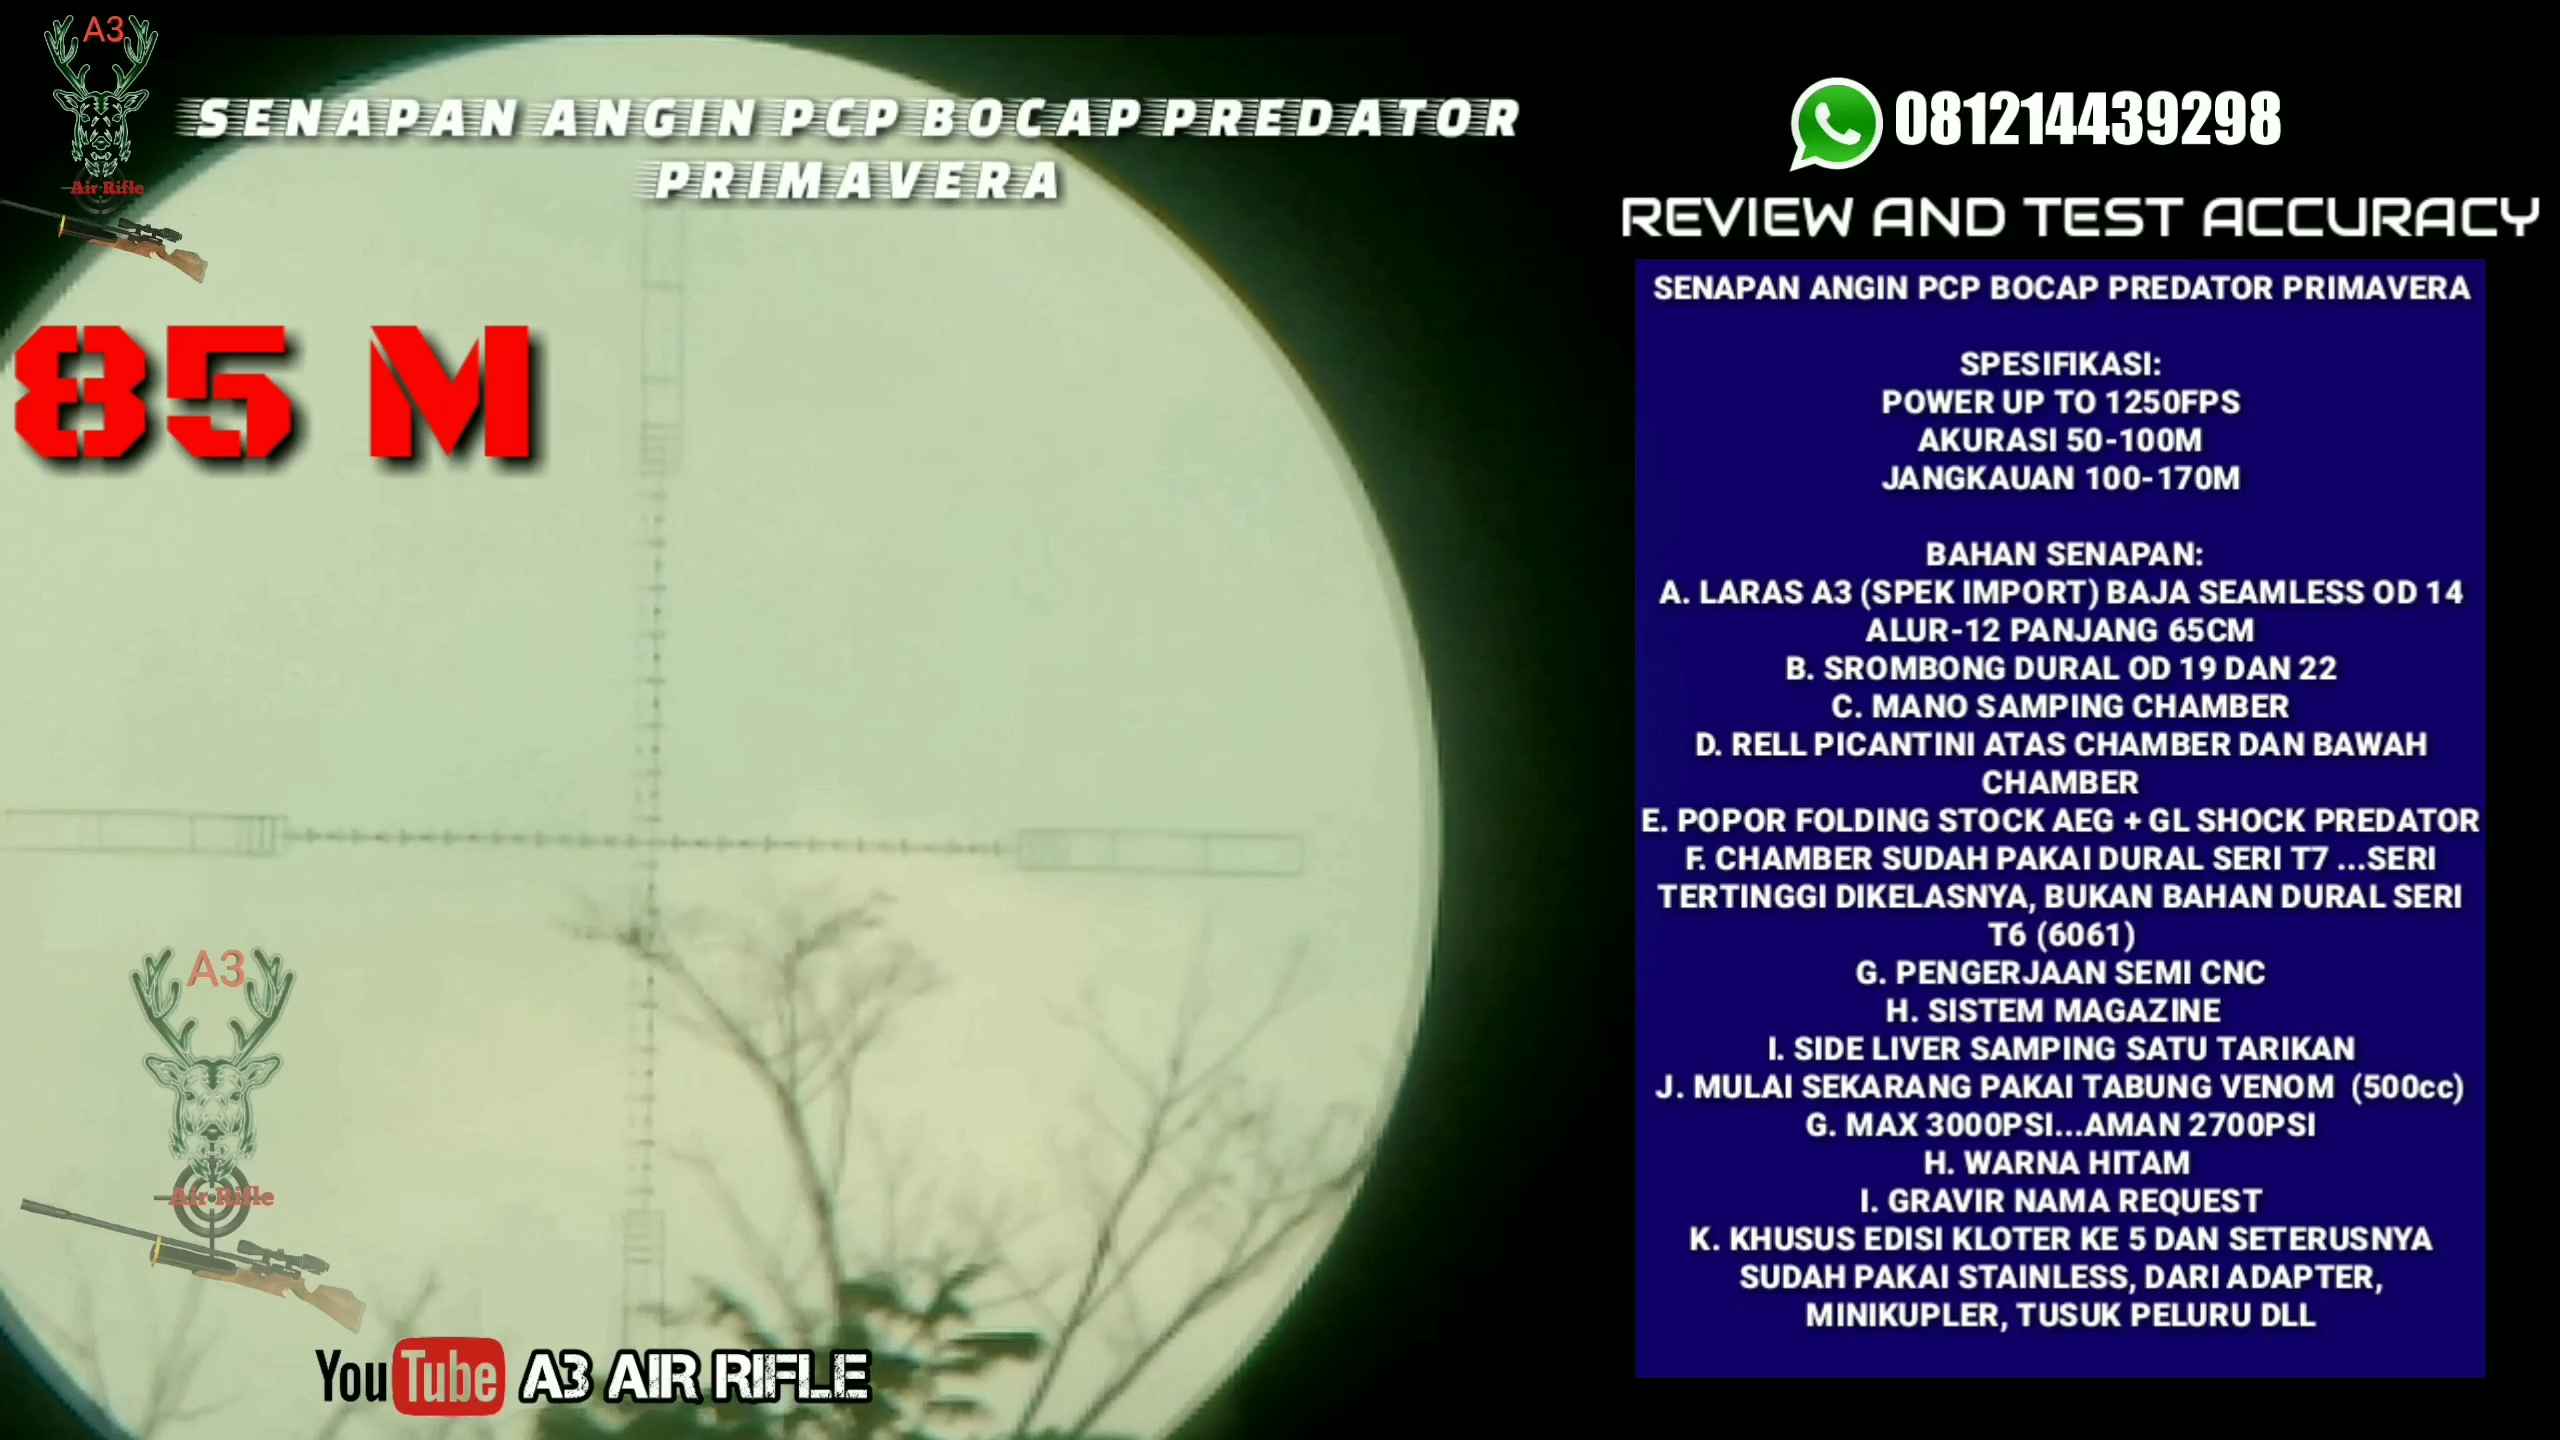 A3
Air Rifle
SENAPAN ANGIN PCP BOCAP PREDATOR
PRIMAVERA
85 M
A3
Air Rifle
YouTube A3 AIR RIFLE
081214439298
REVIEW AND TEST ACCURACY
SENAPAN ANGIN PCP BOCAP PREDATOR PRIMAVERA
SPESIFIKASI:
POWER UP TO 1250FPS
AKURASI 50-100M
JANGKAUAN 100-170M
BAHAN SENAPAN:
A. LARAS A3 (SPEK IMPORT) BAJA SEAMLESS OD 14
ALUR-12 PANJANG 65CM
B. SROMBONG DURAL OD 19 DAN 22
C. MANO SAMPING CHAMBER
D. RELL PICANTINI ATAS CHAMBER DAN BAWAH
CHAMBER
E. POPOR FOLDING STOCK AEG + GL SHOCK PREDATOR
F. CHAMBER SUDAH PAKAI DURAL SERI T7 ...SERI
TERTINGGI DIKELASNYA, BUKAN BAHAN DURAL SERI
T6 (6061)
G. PENGERJAAN SEMI CNC
H. SISTEM MAGAZINE
I. SIDE LIVER SAMPING SATU TARIKAN
J. MULAI SEKARANG PAKAI TABUNG VENOM (500cc)
G. MAX 3000PSI...AMAN 2700PSI
H. WARNA HITAM
I. GRAVIR NAMA REQUEST
K. KHUSUS EDISI KLOTER KE 5 DAN SETERUSNYA
SUDAH PAKAI STAINLESS, DARI ADAPTER,
MINIKUPLER, TUSUK PELURU DLL